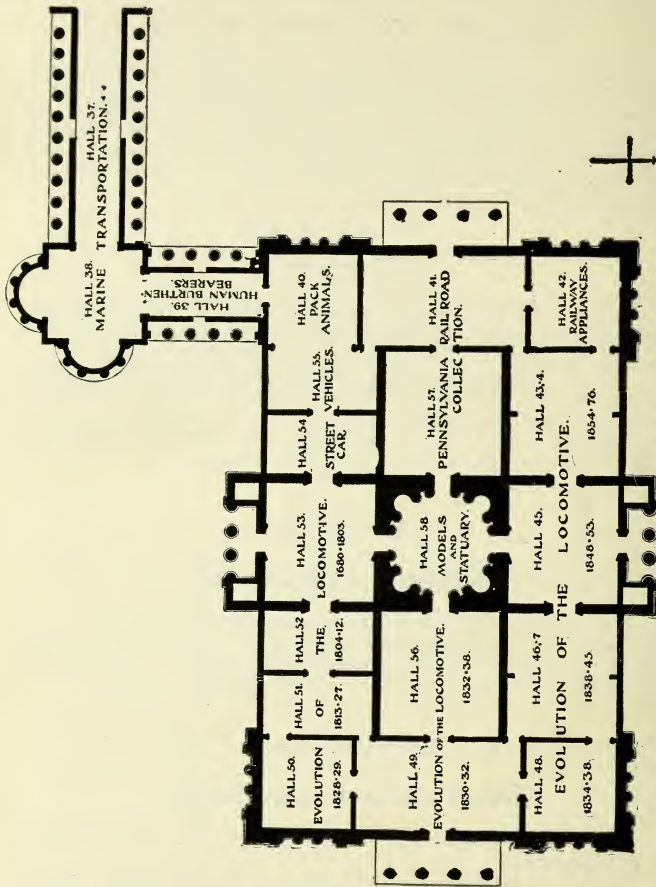 HALL 37.
MARINE TRANSPORTATION.
HALL 38.
HALL 39.
HUMAN BURTHEN-
BEARERS.
HALL 40.
PACK
ANIMALS.
HALL 55.
VEHICLES.
HALL 54
STREET
CAR.
HALL 53.
1680-1803.
HALL 52
1804-12.
HALL 51.
1813-27.
HALL 50.
1828-29.
EVOLUTION OF THE LOCOMOTIVE.
HALL 41.
HALL 57.
PENNSYLVANIA RAILROAD
COLLECTION.
HALL 58
MODELS
AND
STATUARY.
HALL 56.
1832-38.
HALL 49.
1830-32.
EVOLUTION OF THE LOCOMOTIVE.
HALL 42.
RAILWAY
APPLIANCES.
HALL 43-4.
1854-76.
HALL 45.
1848-53.
HALL 46-7
1838-45
HALL 48.
1834-38.
EVOLUTION OF THE LOCOMOTIVE.